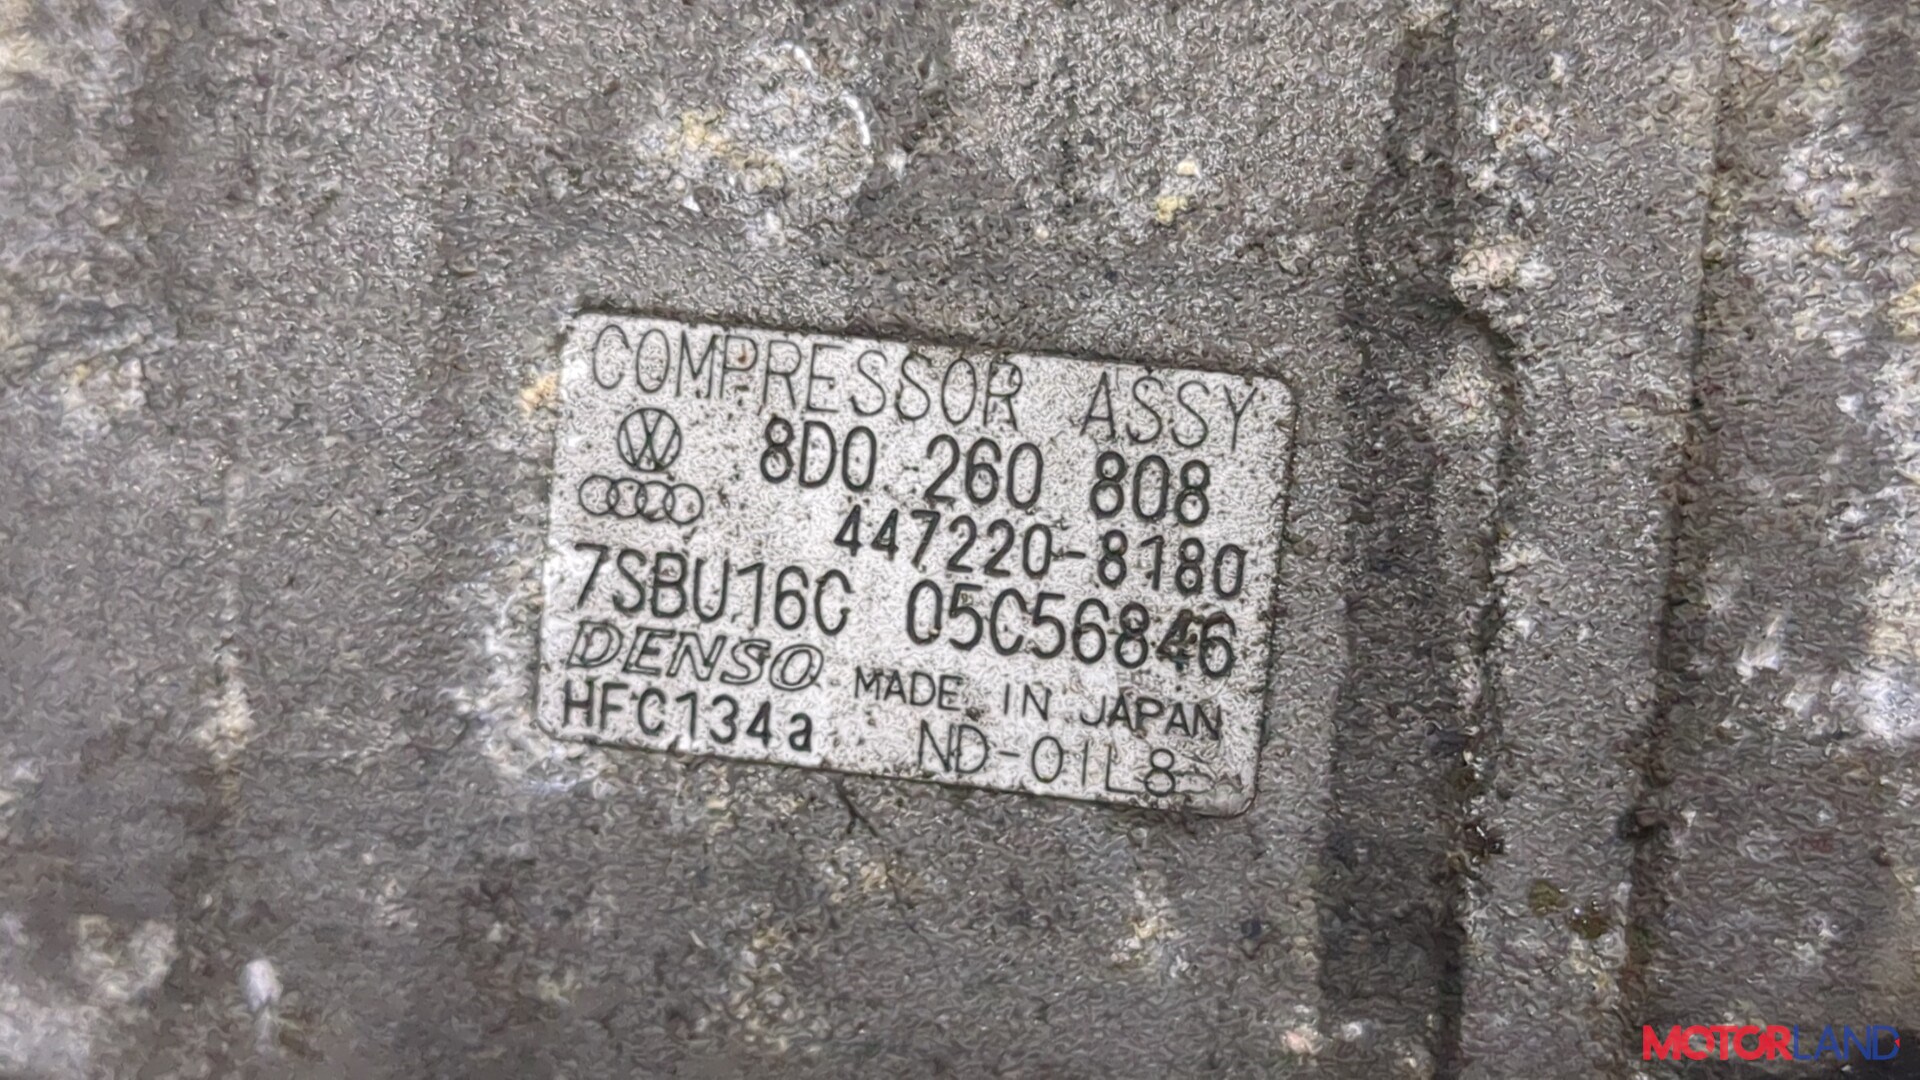 COMPRESSOR ASSY
8D0 260 808
447220-8180
7SBU16C 05C56846
DENSO MADE IN JAPAN
HFC134a ND-OIL8
MOTORLAND